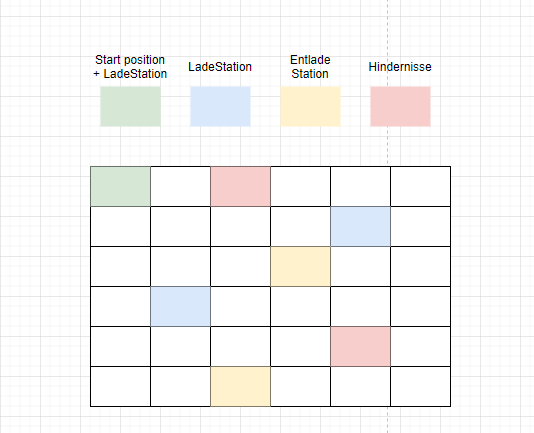 Start position
+ LadeStation
LadeStation
Entlade
Station
Hindernisse